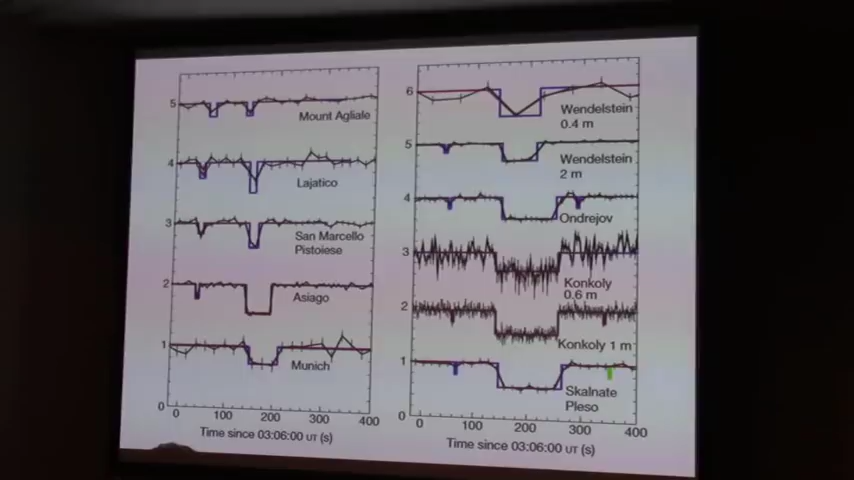 5
Mount Agliale
4
Lajatico
3
San Marcello
Pistoiese
2
Asiago
1
Munich
0
0 100 200 300 400
Time since 03:06:00 UT (s)
6
Wendelstein
0.4 m
5
Wendelstein
2 m
4
Ondrejov
3
Konkoly
0.6 m
2
Konkoly 1 m
1
Skalnate
Pleso
0
0 100 200 300 400
Time since 03:06:00 UT (s)